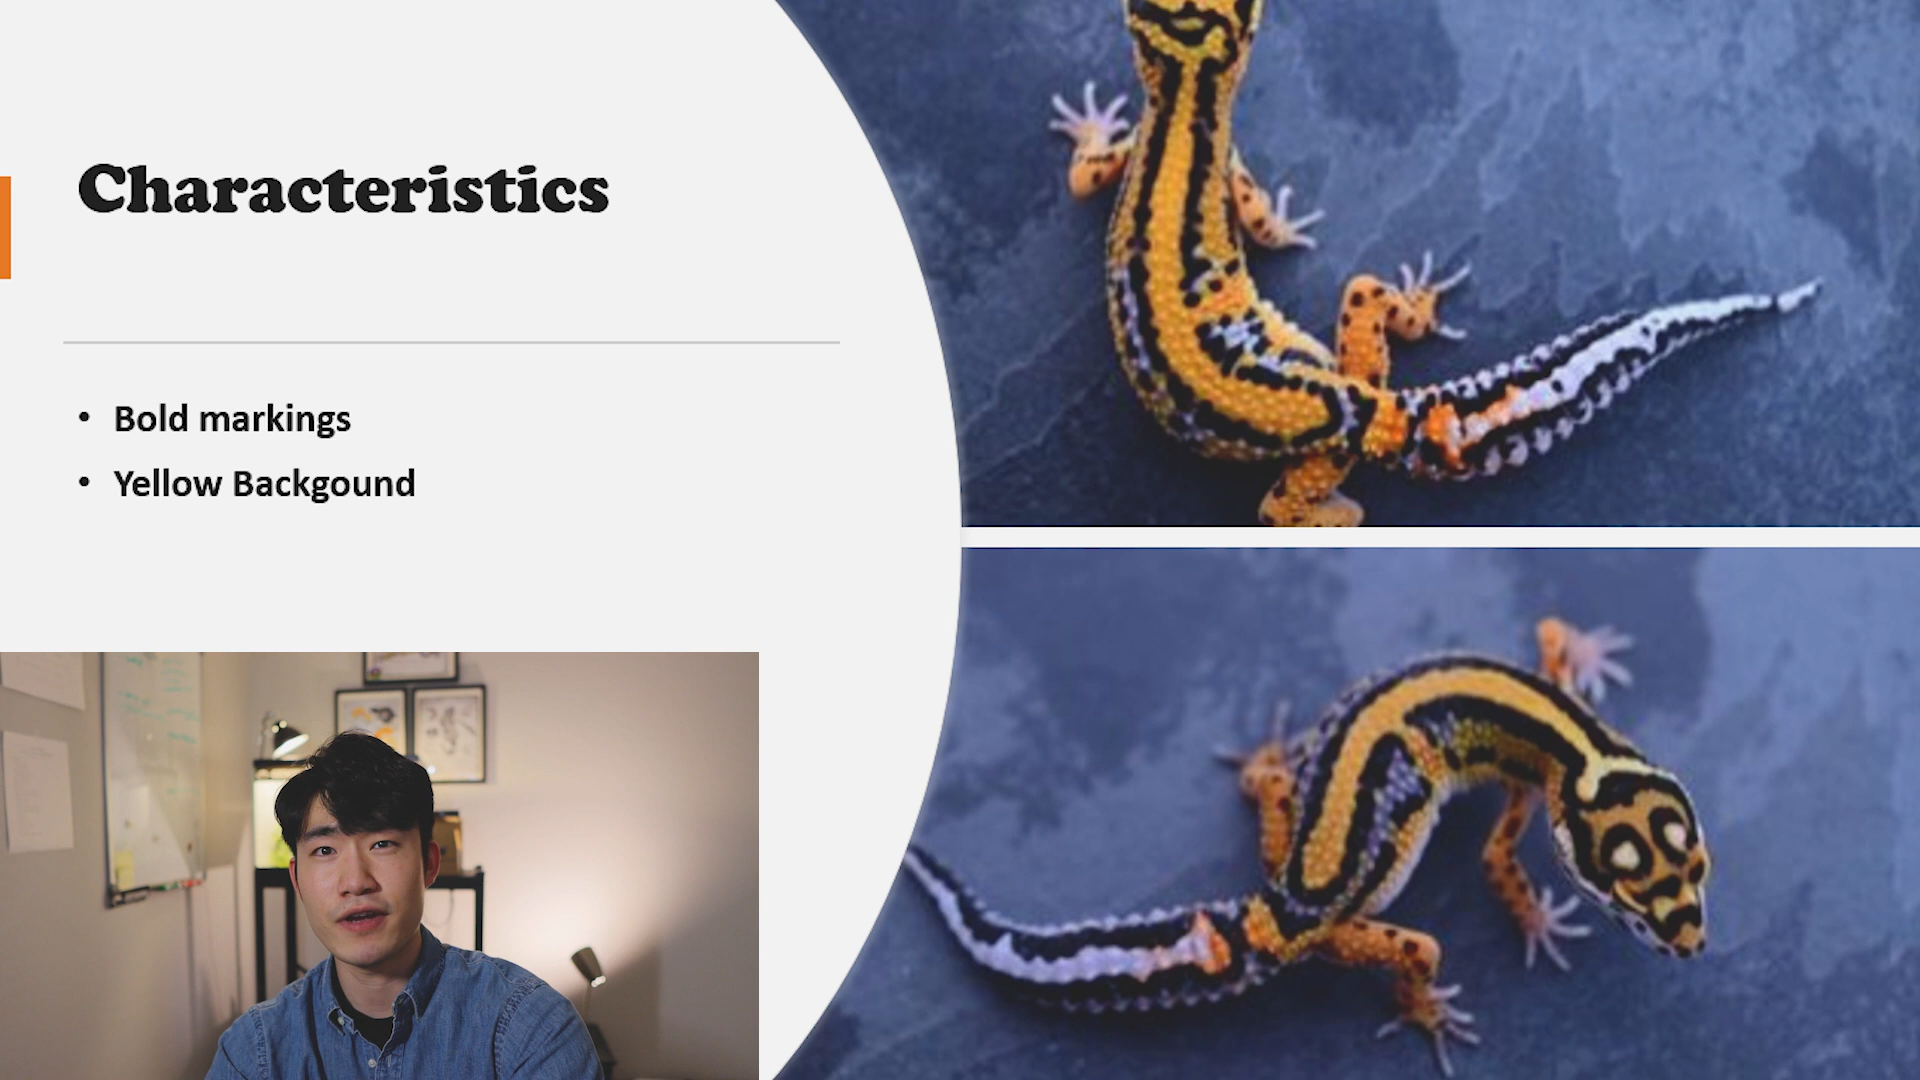 Characteristics
• Bold markings
• Yellow Backgound